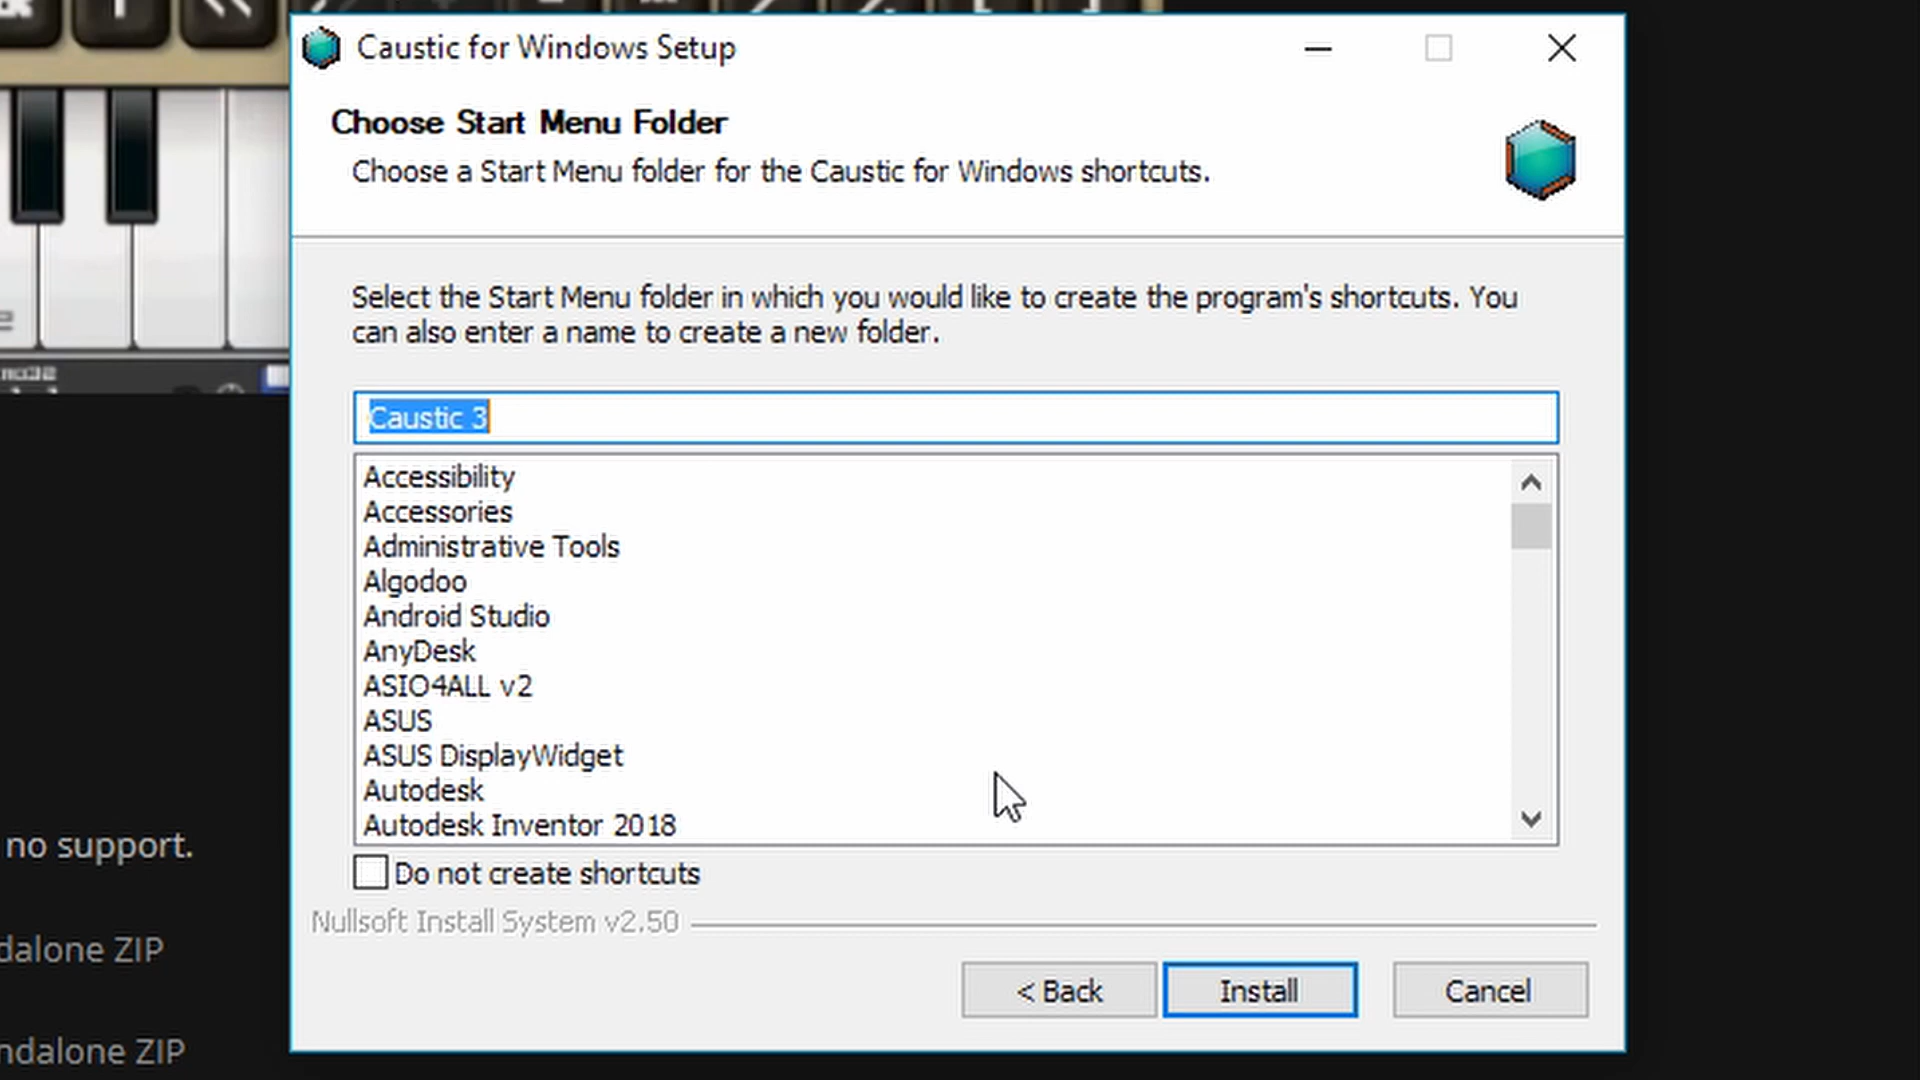 Caustic for Windows Setup
Choose Start Menu Folder
Choose a Start Menu folder for the Caustic for Windows shortcuts.
Select the Start Menu folder in which you would like to create the program's shortcuts. You
can also enter a name to create a new folder.
Caustic 3
Accessibility
Accessories
Administrative Tools
Algodoo
Android Studio
AnyDesk
ASIO4ALL v2
ASUS
ASUS DisplayWidget
Autodesk
Autodesk Inventor 2018
Do not create shortcuts
Nullsoft Install System v2.50
< Back
Install
Cancel
no support.
dalone ZIP
ndalone ZIP